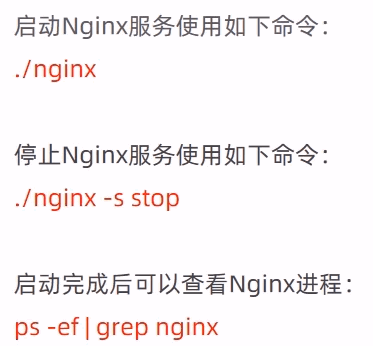 启动Nginx服务使用如下命令：
./nginx
停止Nginx服务使用如下命令：
./nginx -s stop
启动完成后可以查看Nginx进程：
ps -ef | grep nginx